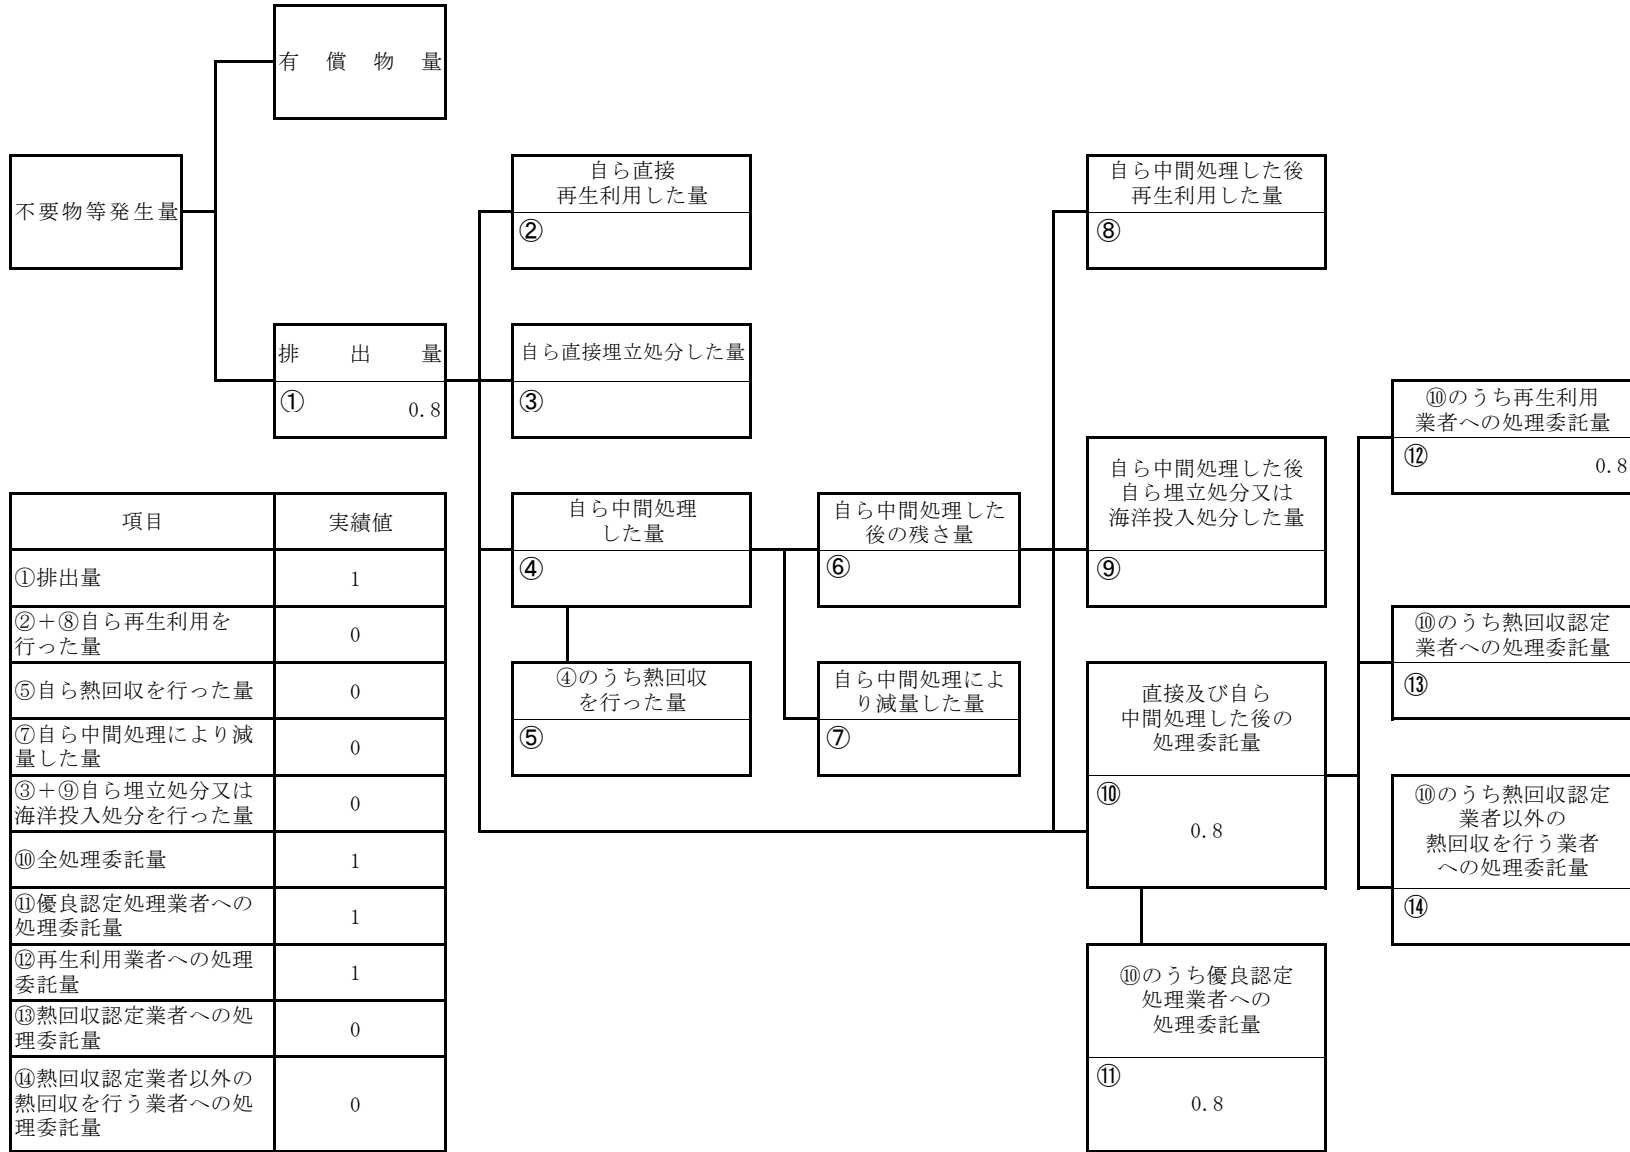 有償物量
不要物等発生量
排出量
①
0.8
自ら直接
再生利用した量
②
自ら直接埋立処分した量
③
自ら中間処理
した量
④
④のうち熱回収
を行った量
⑤
自ら中間処理した
後の残さ量
⑥
自ら中間処理によ
り減量した量
⑦
自ら中間処理した後
再生利用した量
⑧
自ら中間処理した後
自ら埋立処分又は
海洋投入処分した量
⑨
直接及び自ら
中間処理した後の
処理委託量
⑩
0.8
⑩のうち優良認定
処理業者への
処理委託量
⑪
0.8
⑩のうち再生利用
業者への処理委託量
⑫
0.8
⑩のうち熱回収認定
業者への処理委託量
⑬
⑩のうち熱回収認定
業者以外の
熱回収を行う業者
への処理委託量
⑭
項目 実績値
①排出量 1
②＋⑧自ら再生利用を
行った量 0
⑤自ら熱回収を行った量 0
⑦自ら中間処理により減
量した量 0
③＋⑨自ら埋立処分又は
海洋投入処分を行った量 0
⑩全処理委託量 1
⑪優良認定処理業者への
処理委託量 1
⑫再生利用業者への処理
委託量 1
⑬熱回収認定業者への処
理委託量 0
⑭熱回収認定業者以外の
熱回収を行う業者への処
理委託量 0